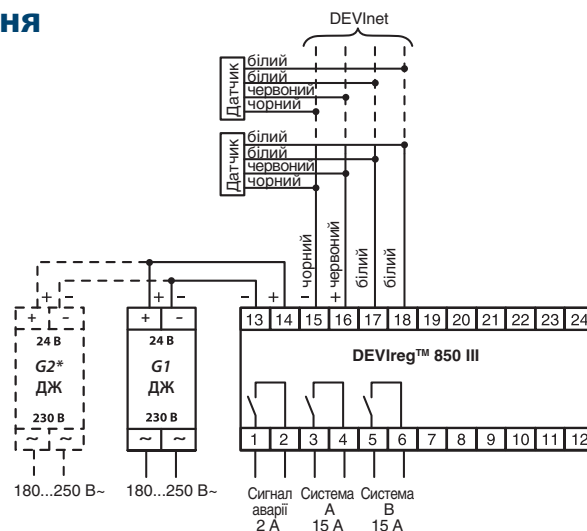 ня
DEVInet
Датчик
білий
білий
червоний
чорний
Датчик
білий
білий
червоний
чорний
чорний
червоний
білий
білий
+ − + − − + − +
+ − + − 13 14 15 16 17 18 19 20 21 22 23 24
24 В 24 В
DEVIreg™ 850 III
G2* G1
ДЖ ДЖ
230 В 230 В
~ ~ ~ ~ 1 2 3 4 5 6 7 8 9 10 11 12
180...250 В~ 180...250 В~
Сигнал аварії 2 А
Система А 15 А
Система В 15 А